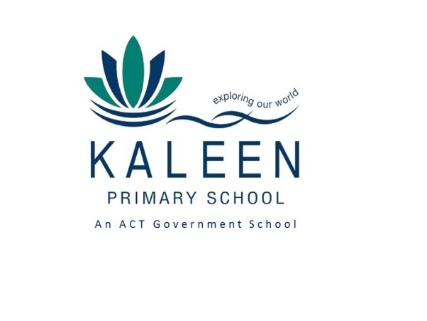 exploring our world
KALEEN
PRIMARY SCHOOL
An ACT Government School